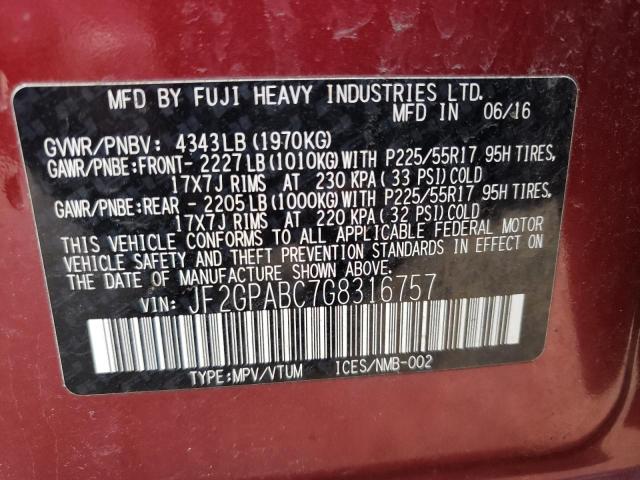 MFD BY FUJI HEAVY INDUSTRIES LTD.
MFD IN 06/16
GVWR/PNBV: 4343LB(1970KG)
GAWR/PNBE:FRONT- 2227LB(1010KG)WITH P225/55R17 95H TIRES,
17X7J RIMS AT 230 KPA( 33 PSI)COLD
GAWR/PNBE:REAR - 2205LB(1000KG)WITH P225/55R17 95H TIRES,
17X7J RIMS AT 220 KPA( 32 PSI)COLD
THIS VEHICLE CONFORMS TO ALL APPLICABLE FEDERAL MOTOR
VEHICLE SAFETY AND THEFT PREVENTION STANDARDS IN EFFECT ON
THE DATE OF MANUFACTURE SHOWN ABOVE.
VIN: JF2GPABC7G8316757
TYPE:MPV/VTUM ICES/NMB-002